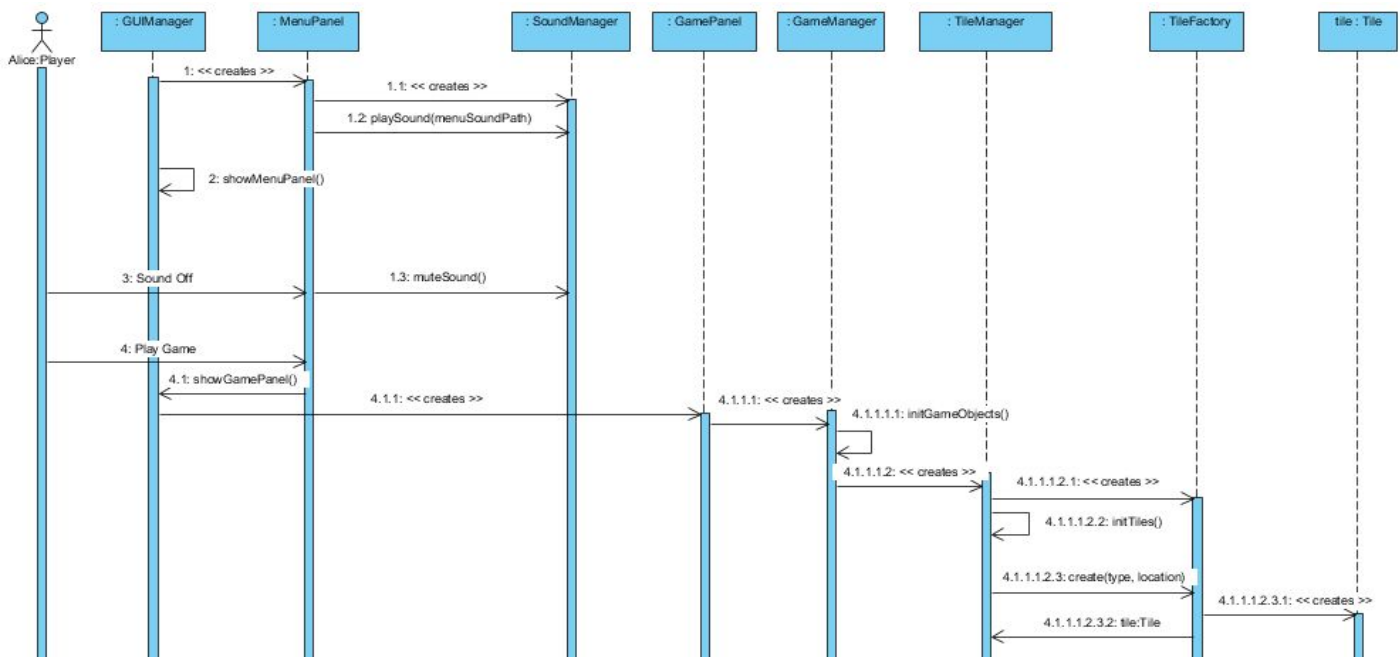 : GUIManager
: MenuPanel
: SoundManager
: GamePanel
: GameManager
: TileManager
: TileFactory
tile : Tile
Alice:Player
1: << creates >>
1.1: << creates >>
1.2: playSound(menuSoundPath)
2: showMenuPanel()
3: Sound Off
1.3: muteSound()
4: Play Game
4.1: showGamePanel()
4.1.1: << creates >>
4.1.1.1: << creates >>
4.1.1.1.1: initGameObjects()
4.1.1.1.2: << creates >>
4.1.1.1.2.1: << creates >>
4.1.1.1.2.2: initTiles()
4.1.1.1.2.3: create(type, location)
4.1.1.1.2.3.1: << creates >>
4.1.1.1.2.3.2: tile:Tile